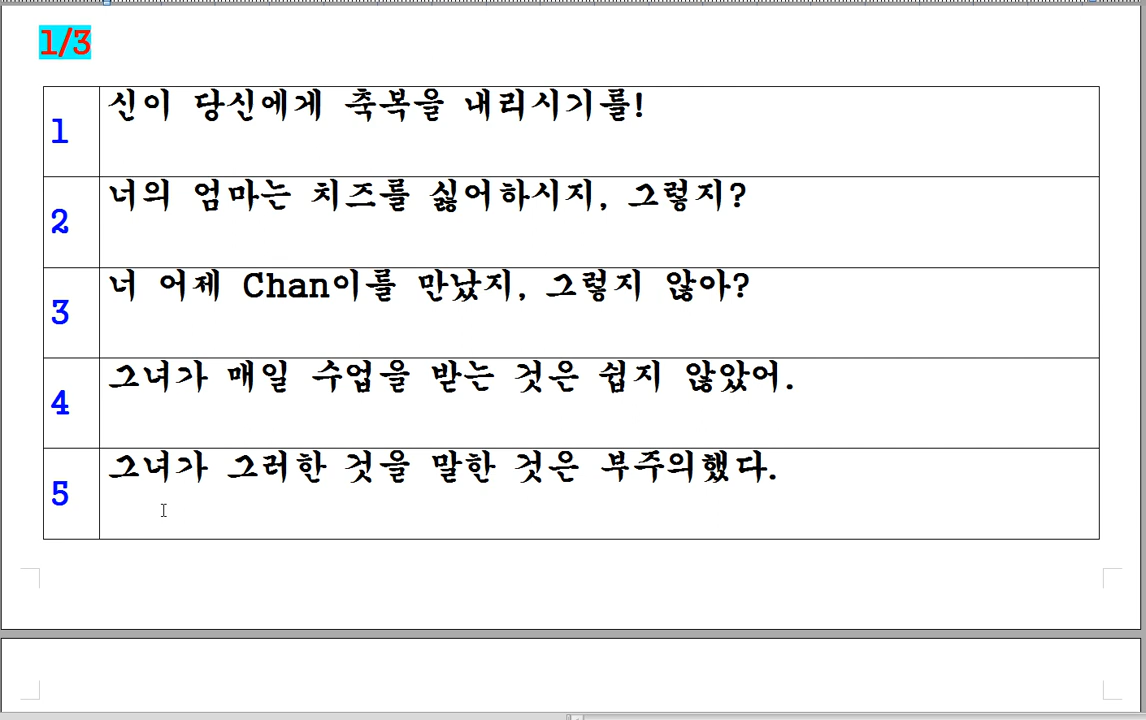 1/3
1 신이 당신에게 축복을 내리시기를!
2 너의 엄마는 치즈를 싫어하시지, 그렇지?
3 너 어제 Chan이를 만났지, 그렇지 않아?
4 그녀가 매일 수업을 받는 것은 쉽지 않았어.
5 그녀가 그러한 것을 말한 것은 부주의했다.